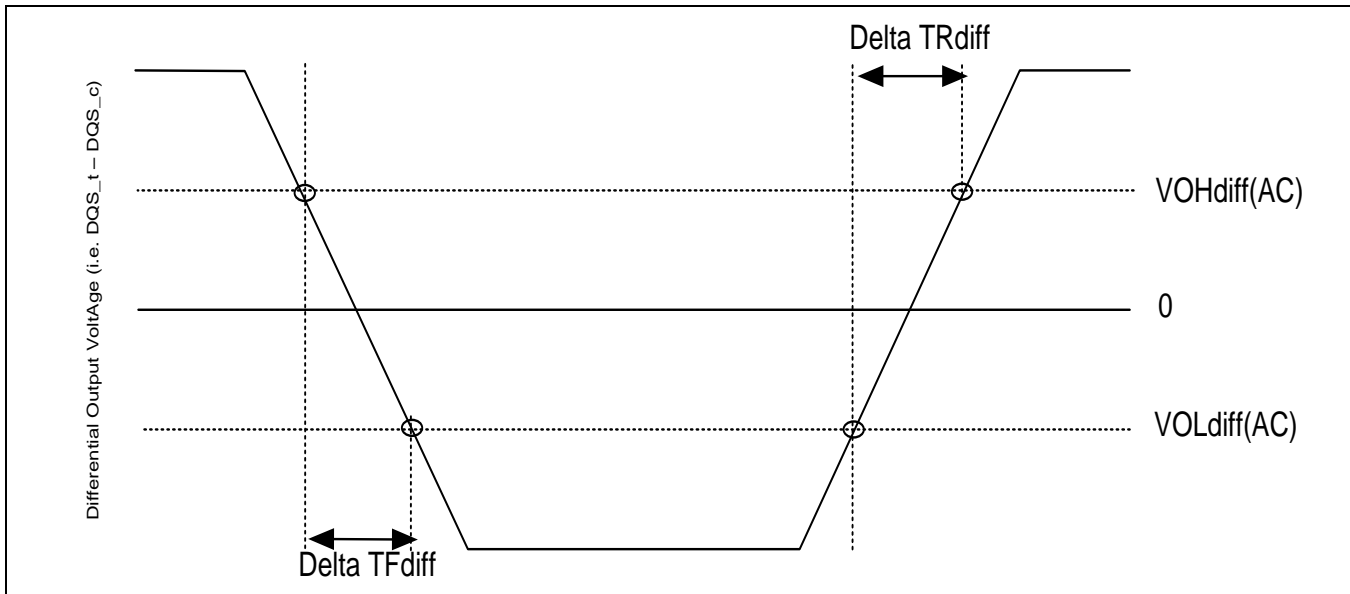 Delta TRdiff
Differential Output VoltAge (i.e. DQS_t – DQS_c)
VOHdiff(AC)
0
VOLdiff(AC)
Delta TFdiff